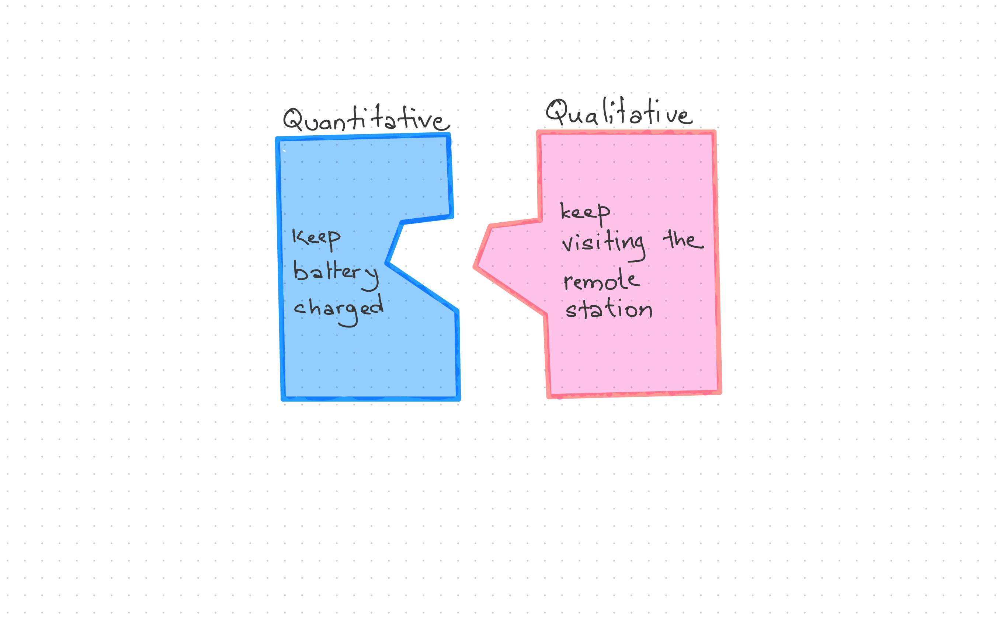 Quantitative
Keep
battery
charged
Qualitative
keep
visiting the
remote
station